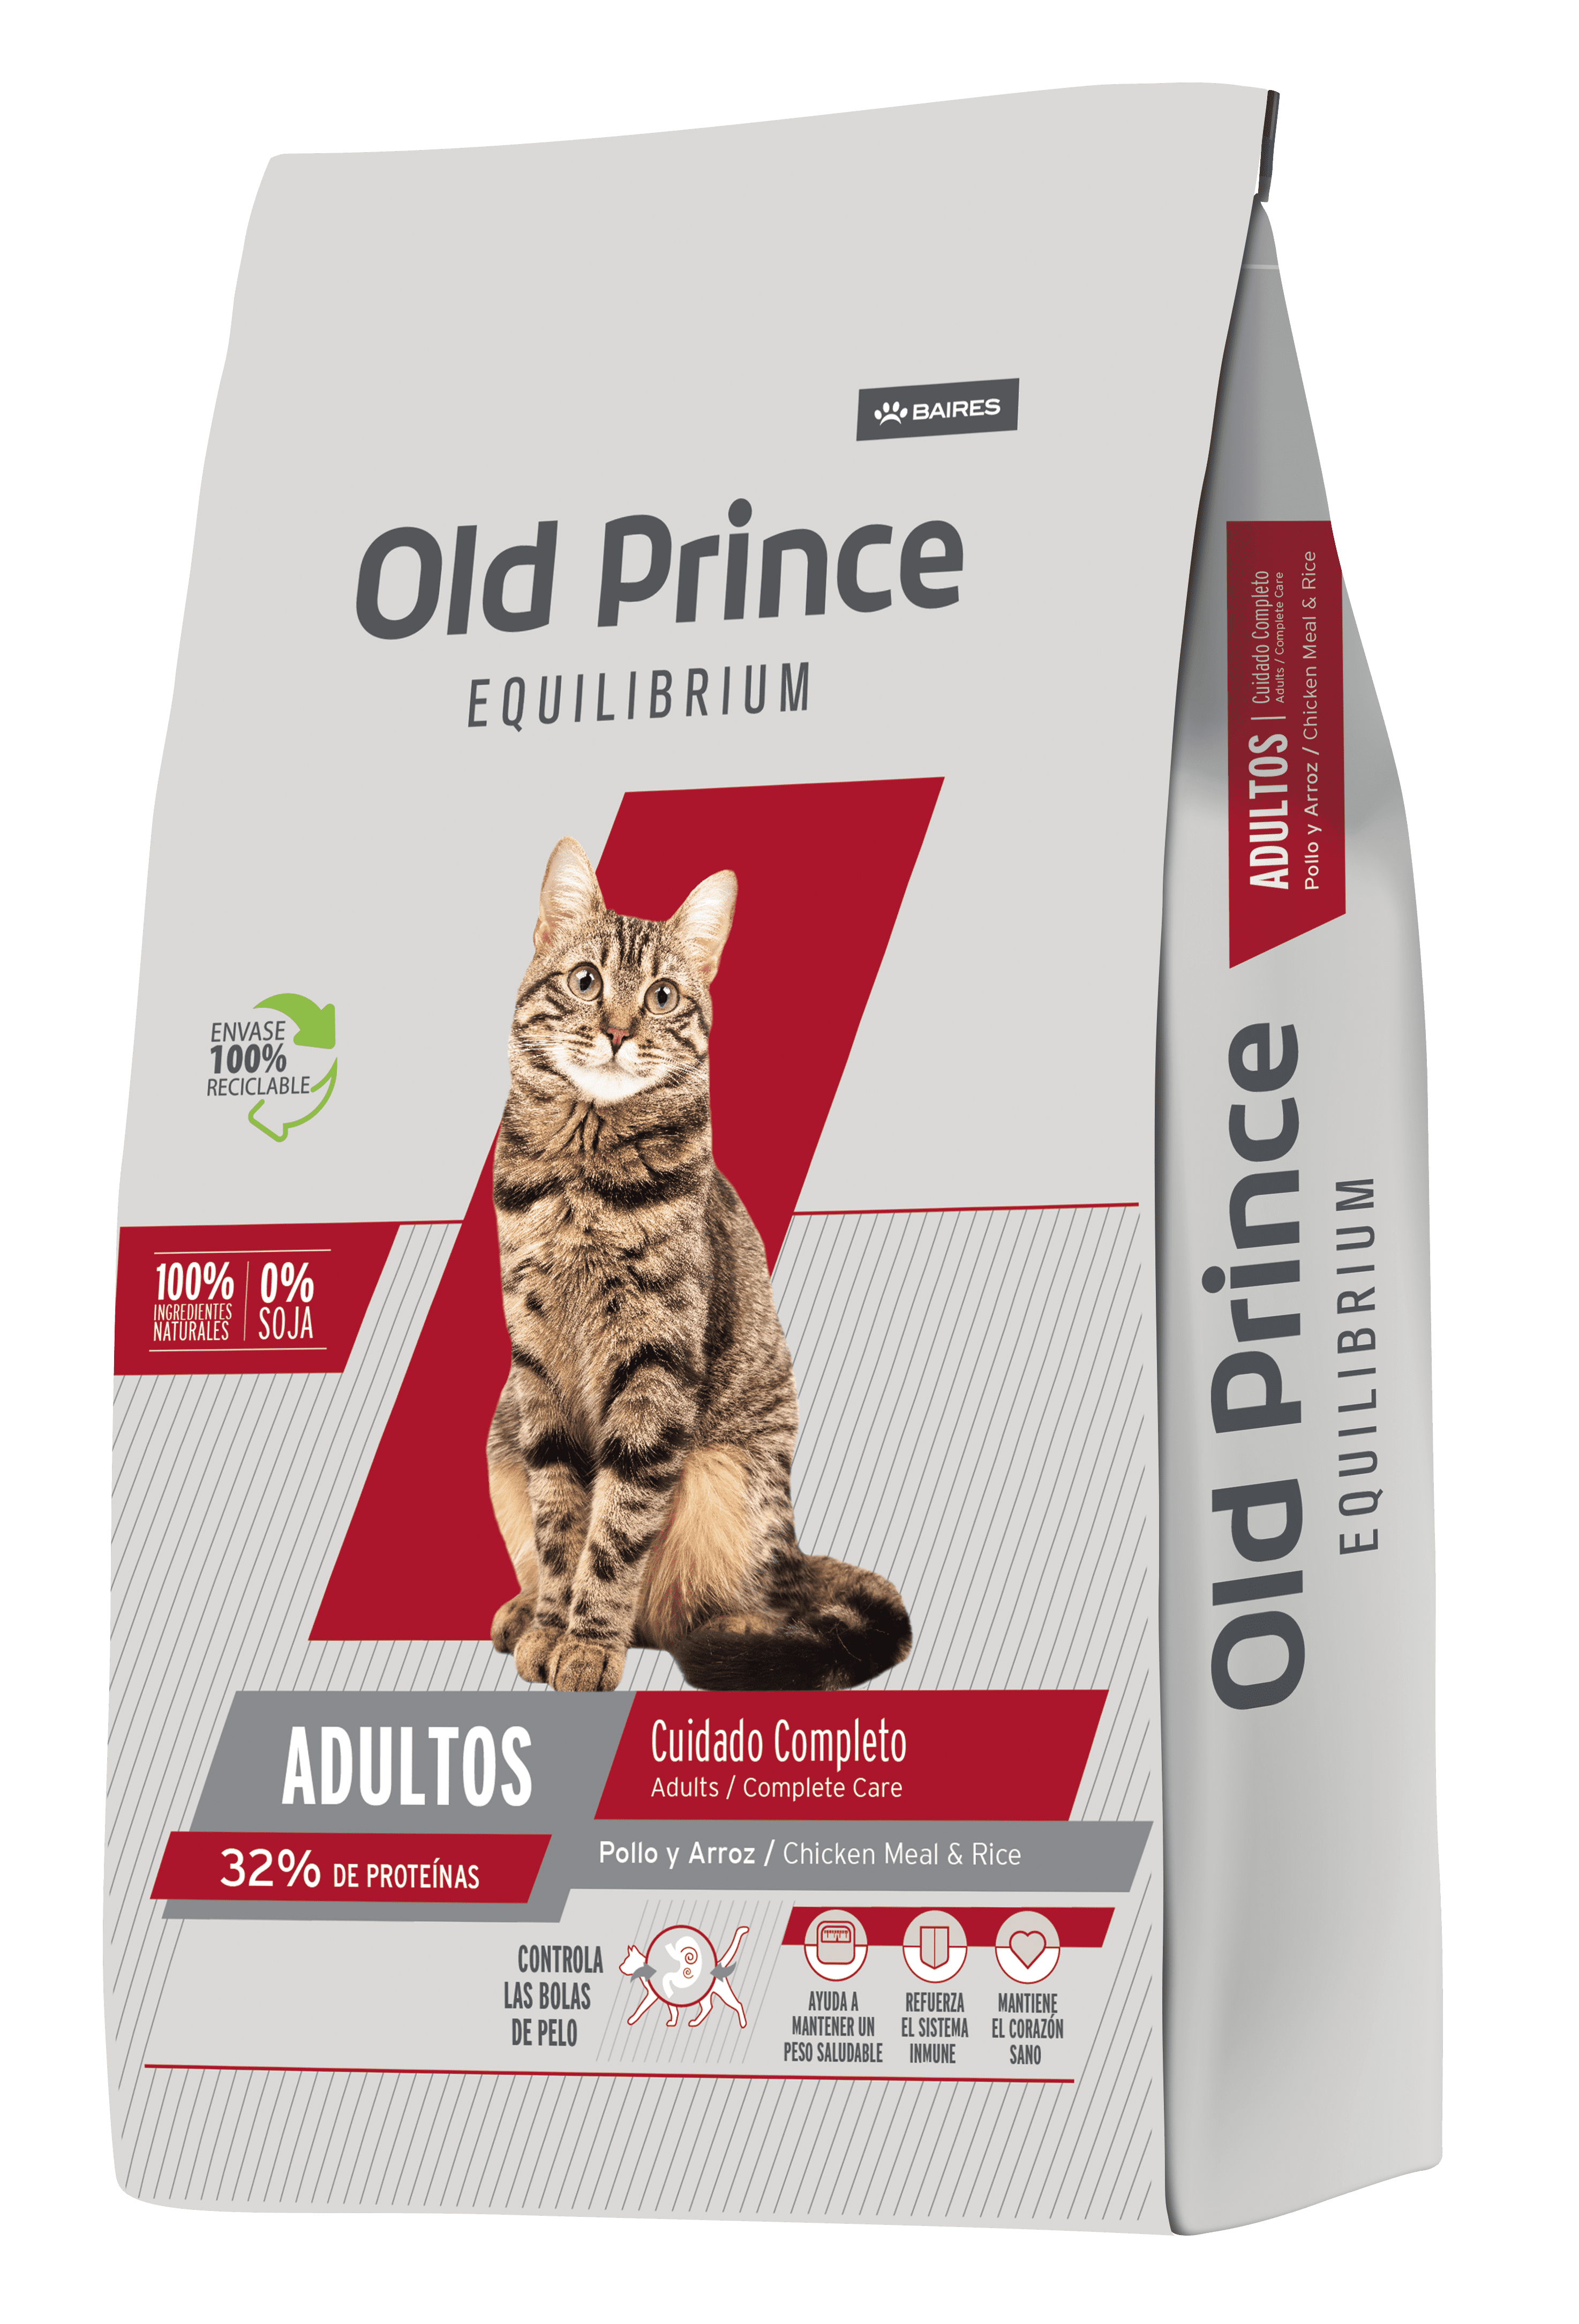 BAIRES
Old Prince
EQUILIBRIUM
ENVASE
100%
RECICLABLE
100%
INGREDIENTES
NATURALES
0%
SOJA
ADULTOS
Cuidado Completo
Adults / Complete Care
32% DE PROTEÍNAS
Pollo y Arroz / Chicken Meal & Rice
CONTROLA
LAS BOLAS
DE PELO
AYUDA A
MANTENER UN
PESO SALUDABLE
REFUERZA
EL SISTEMA
INMUNE
MANTIENE
EL CORAZÓN
SANO
ADULTOS | Cuidado Completo
Adults / Complete Care
Pollo y Arroz / Chicken Meal & Rice
Old Prince
EQUILIBRIUM